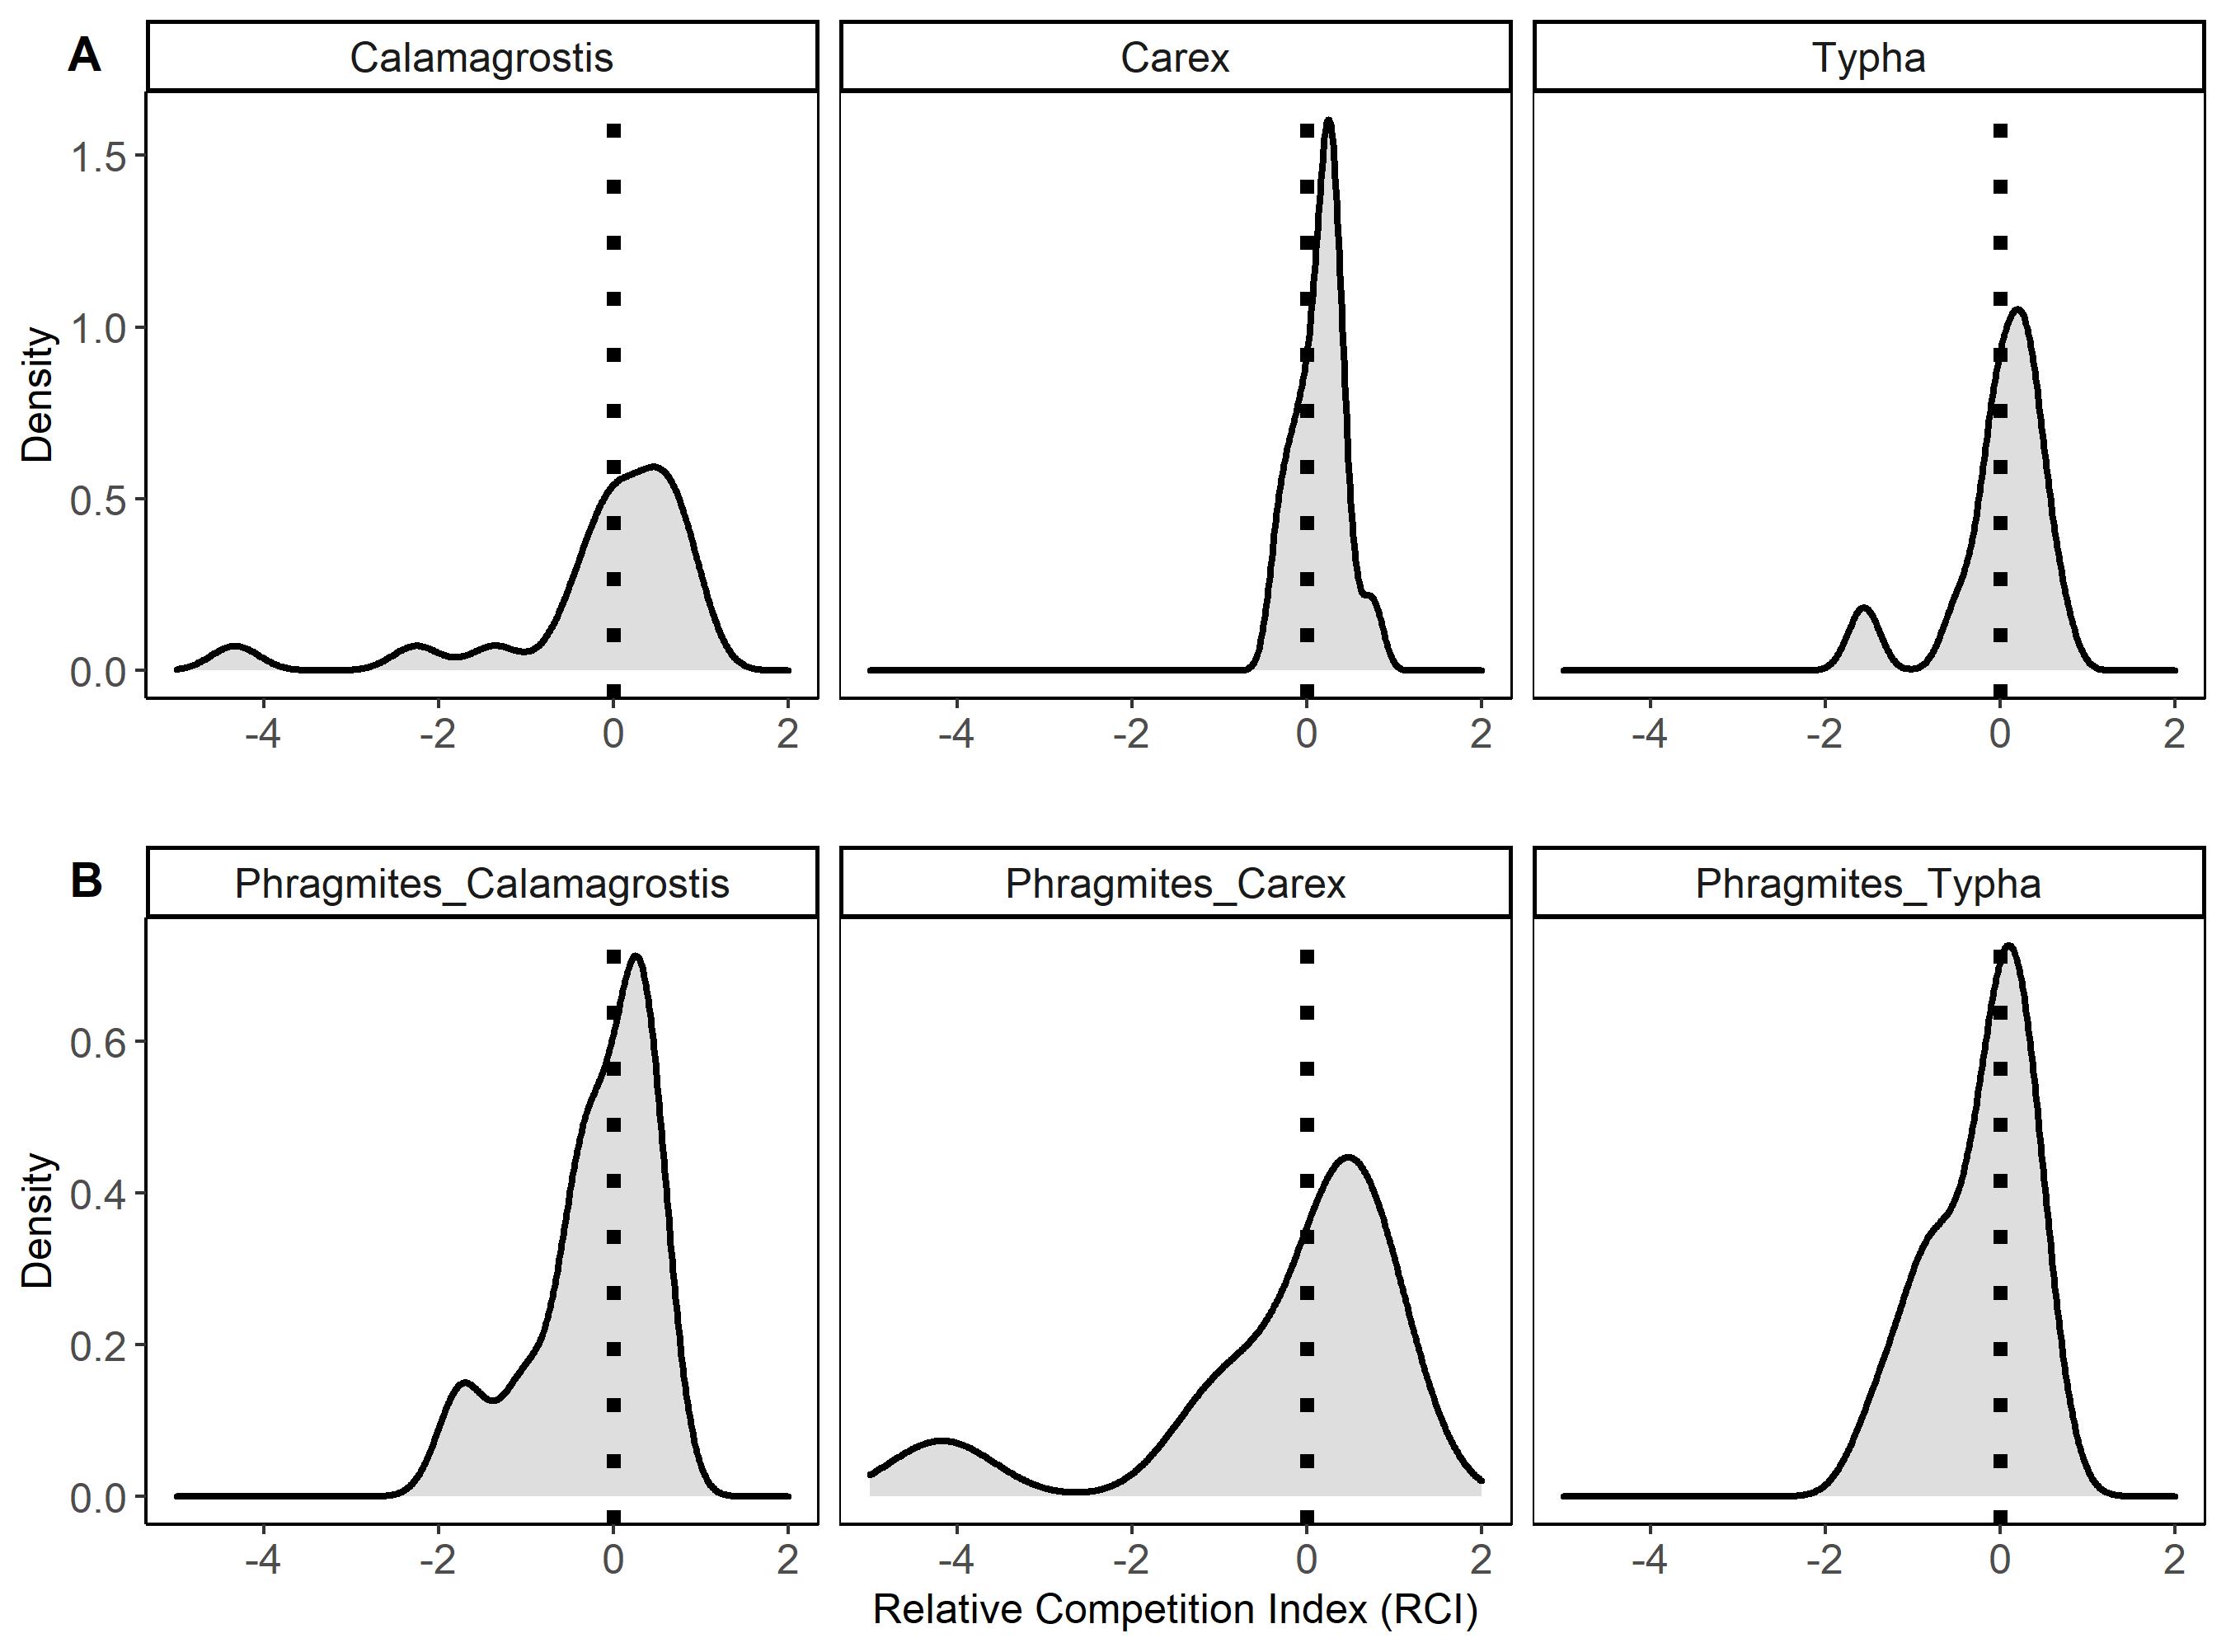 A
Calamagrostis
Carex
Typha
Density
1.5
1.0
0.5
0.0
-4 -2 0 2
-4 -2 0 2
-4 -2 0 2
B
Phragmites_Calamagrostis
Phragmites_Carex
Phragmites_Typha
Density
0.6
0.4
0.2
0.0
-4 -2 0 2
-4 -2 0 2
-4 -2 0 2
Relative Competition Index (RCI)